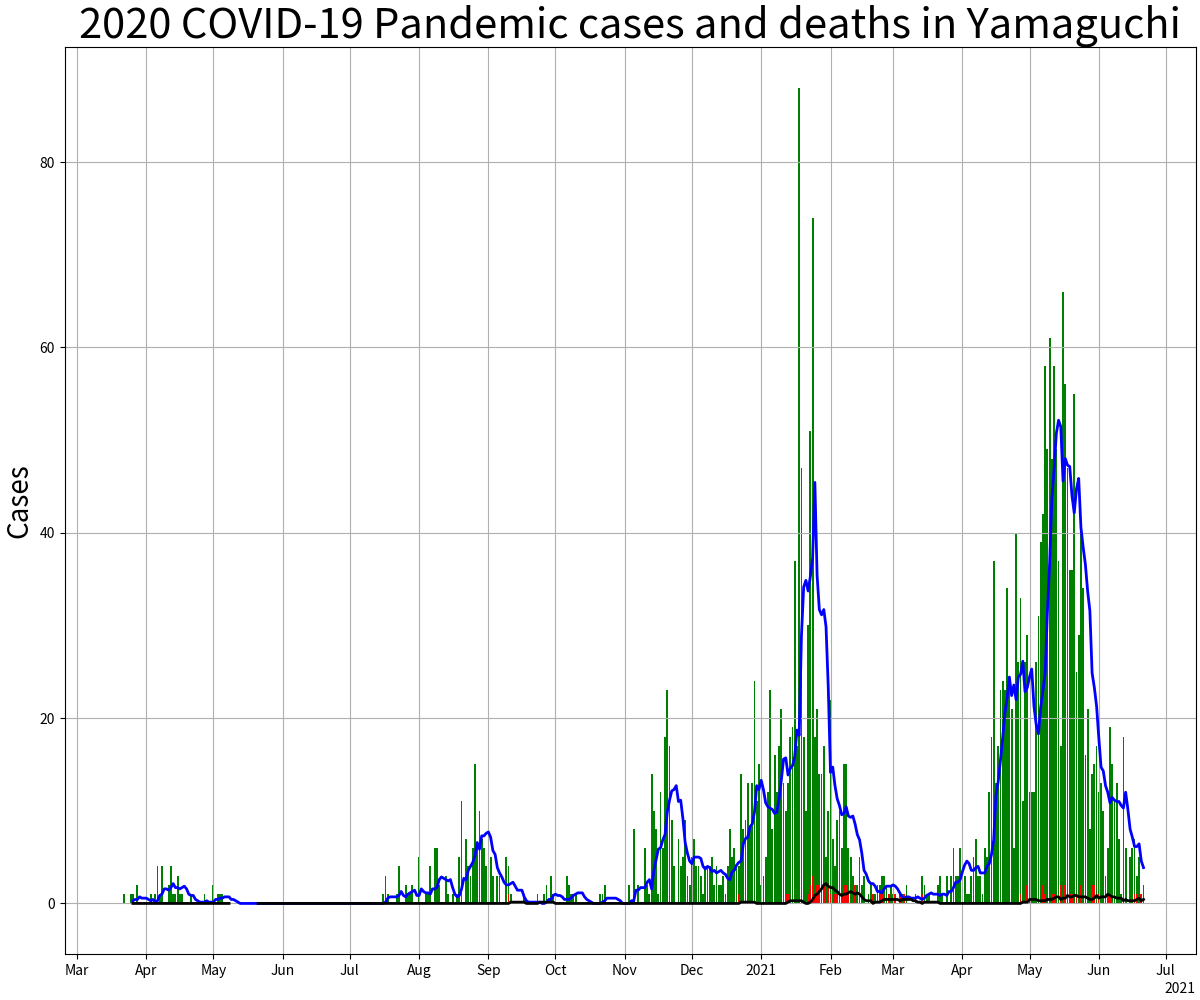 2020 COVID-19 Pandemic cases and deaths in Yamaguchi
Cases
80
60
40
20
0
Mar Apr May Jun Jul Aug Sep Oct Nov Dec 2021 Feb Mar Apr May Jun Jul
2021